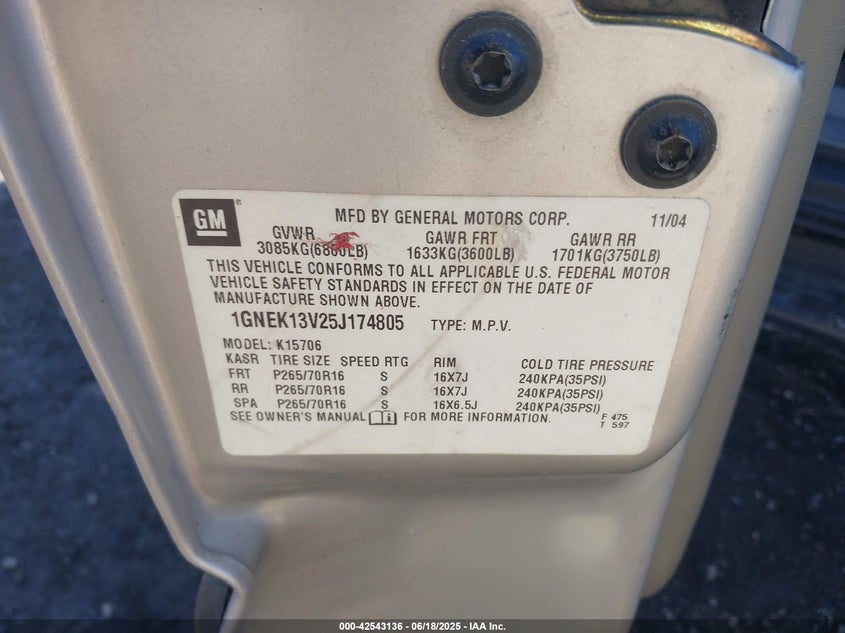 GM ®
MFD BY GENERAL MOTORS CORP. 11/04
GVWR GAWR FRT GAWR RR
3085KG(6800LB) 1633KG(3600LB) 1701KG(3750LB)
THIS VEHICLE CONFORMS TO ALL APPLICABLE U.S. FEDERAL MOTOR
VEHICLE SAFETY STANDARDS IN EFFECT ON THE DATE OF
MANUFACTURE SHOWN ABOVE.
1GNEK13V25J174805 TYPE: M.P.V.
MODEL: K15706
KASR TIRE SIZE SPEED RTG RIM COLD TIRE PRESSURE
FRT P265/70R16 S 16X7J 240KPA(35PSI)
RR P265/70R16 S 16X7J 240KPA(35PSI)
SPA P265/70R16 S 16X6.5J 240KPA(35PSI)
SEE OWNER'S MANUAL FOR MORE INFORMATION.
F 475
T 597
000-42543136 - 06/18/2025 - IAA Inc.